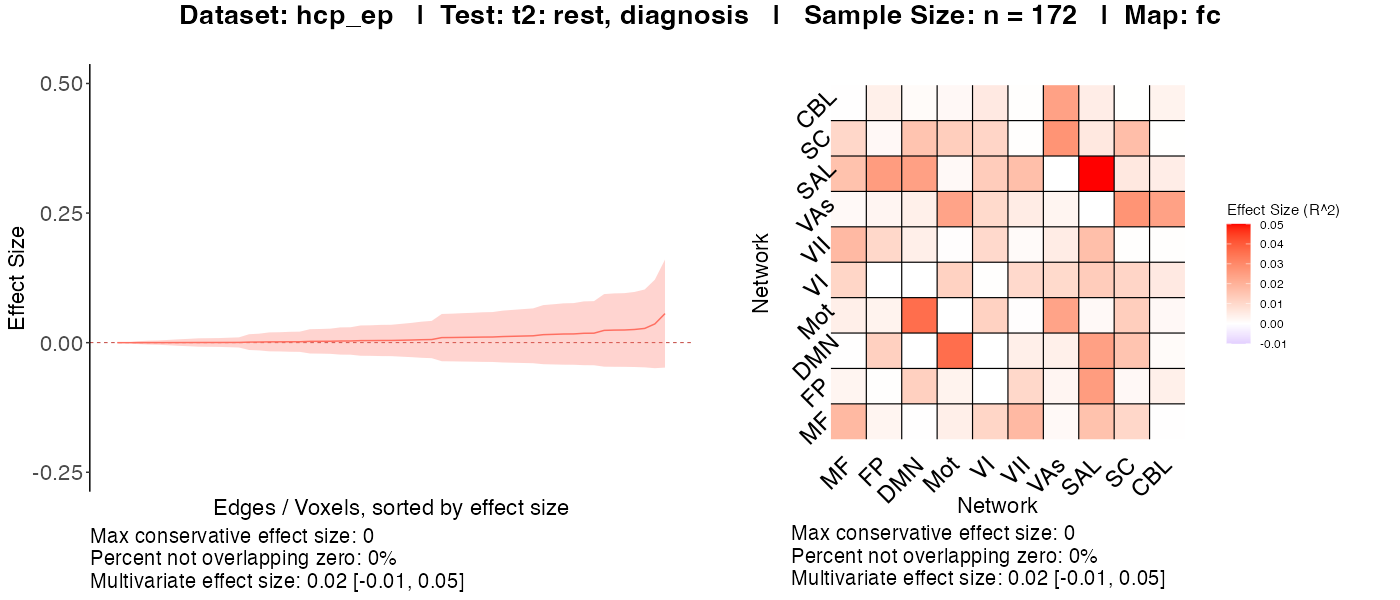 Dataset: hcp_ep | Test: t2: rest, diagnosis | Sample Size: n = 172 | Map: fc
0.50
0.25
0.00
-0.25
Effect Size
Edges / Voxels, sorted by effect size
Max conservative effect size: 0
Percent not overlapping zero: 0%
Multivariate effect size: 0.02 [-0.01, 0.05]
Network
CBL
SC
SAL
VAs
VII
VI
Mot
DMN
FP
MF
MF
FP
DMN
Mot
VI
VII
VAs
SAL
SC
CBL
Network
Effect Size (R^2)
0.05
0.04
0.03
0.02
0.01
0.00
-0.01
Max conservative effect size: 0
Percent not overlapping zero: 0%
Multivariate effect size: 0.02 [-0.01, 0.05]